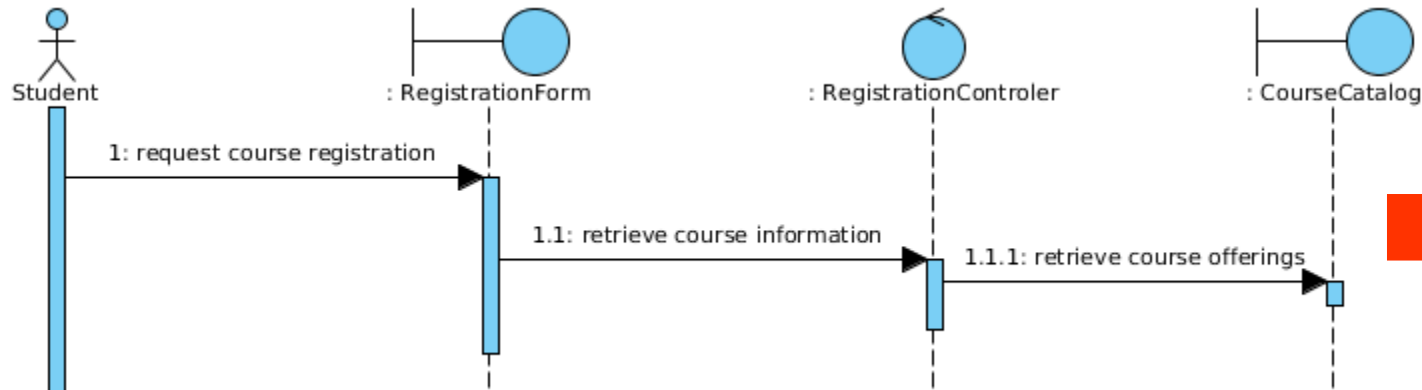 Student
: RegistrationForm
: RegistrationControler
: CourseCatalog
1: request course registration
1.1: retrieve course information
1.1.1: retrieve course offerings